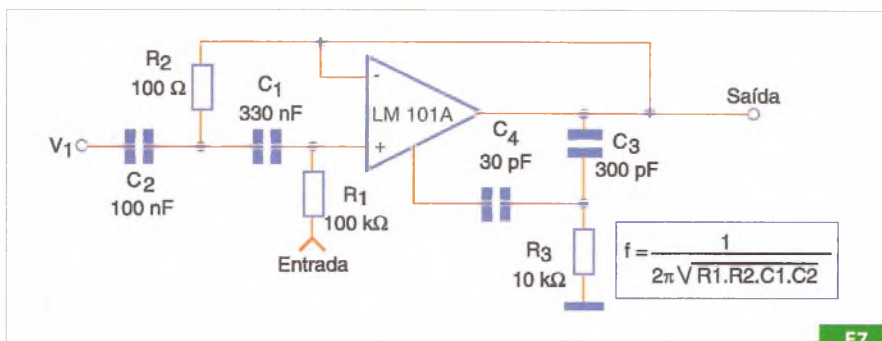 R2
100 Ω
C1
330 nF
-
LM 101A
+
C4
30 pF
C3
300 pF
Saída
V1
C2
100 nF
R1
100 kΩ
Entrada
R3
10 kΩ
f = 1
2π√R1.R2.C1.C2